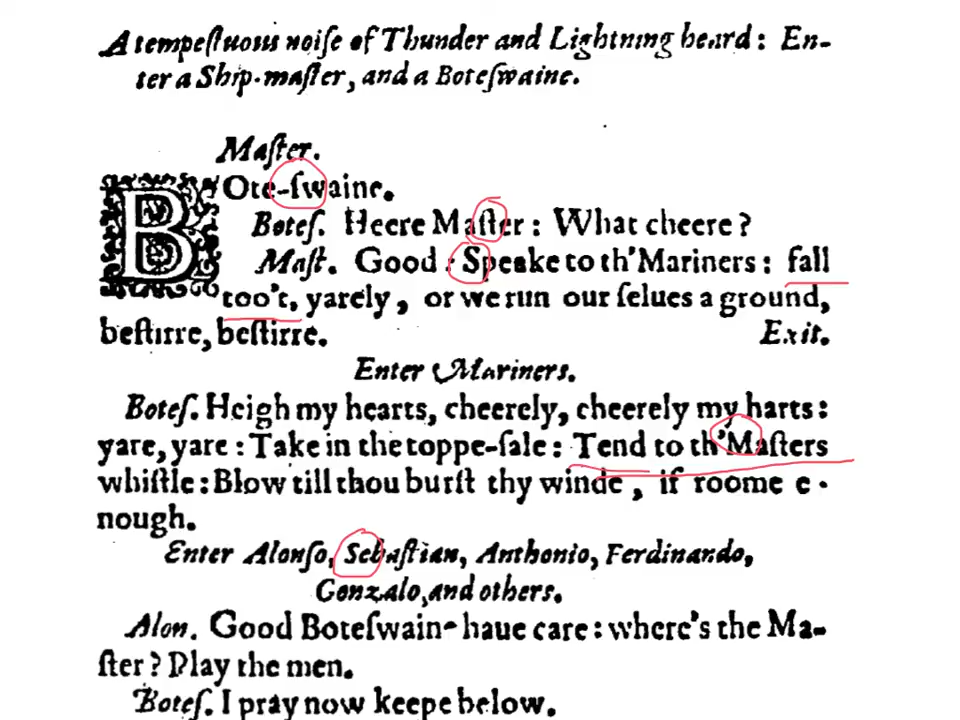 A tempeſtuous noiſe of Thunder and Lightning heard: En-
ter a Ship-maſter, and a Boteſwaine.
Maſter.
BOte-ſwaine.
Boteſ. Heere Maſter: What cheere?
Maſt. Good: Speake to th'Mariners: fall
too't, yarely, or we run our ſelues a ground,
beſtirre, beſtirre. Exit.
Enter Mariners.
Boteſ. Heigh my hearts, cheerely, cheerely my harts:
yare, yare: Take in the toppe-ſale: Tend to th'Maſters
whiſtle: Blow till thou burſt thy winde, if roome e-
nough.
Enter Alonſo, Sebaſtian, Anthonio, Ferdinando,
Gonzalo, and others.
Alon. Good Boteſwain haue care: where's the Ma-
ſter? Play the men.
Boteſ. I pray now keepe below.